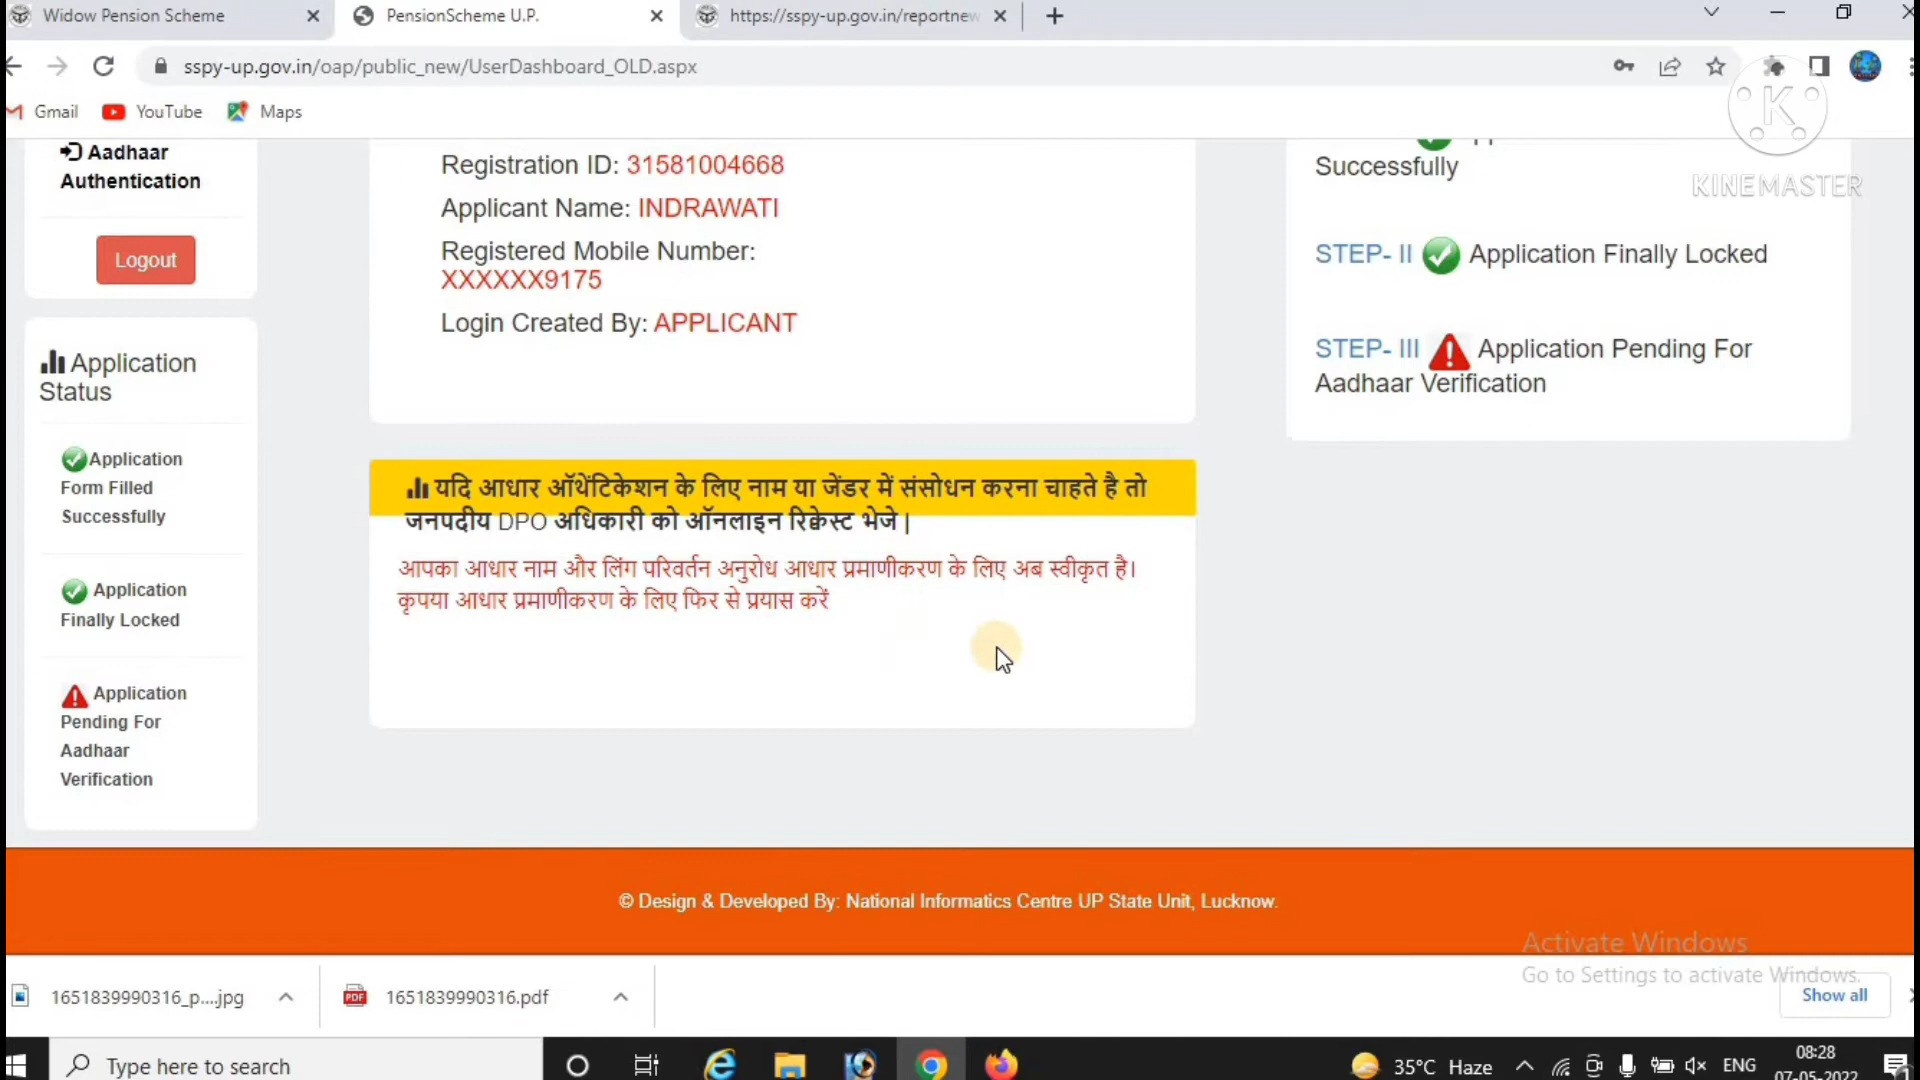 Widow Pension Scheme
PensionScheme U.P.
https://sspy-up.gov.in/reportnew
sspy-up.gov.in/oap/public_new/UserDashboard_OLD.aspx
Gmail
YouTube
Maps
KINEMASTER
Aadhaar
Authentication
Logout
Application
Status
Application
Form Filled
Successfully
Application
Finally Locked
Application
Pending For
Aadhaar
Verification
Registration ID: 31581004668
Applicant Name: INDRAWATI
Registered Mobile Number:
XXXXXX9175
Login Created By: APPLICANT
यदि आधार ऑथेंटिकेशन के लिए नाम या जेंडर में संसोधन करना चाहते है तो
जनपदीय DPO अधिकारी को ऑनलाइन रिक्वेस्ट भेजे |
आपका आधार नाम और लिंग परिवर्तन अनुरोध आधार प्रमाणीकरण के लिए अब स्वीकृत है।
कृपया आधार प्रमाणीकरण के लिए फिर से प्रयास करें
Successfully
STEP- II Application Finally Locked
STEP- III Application Pending For
Aadhaar Verification
© Design & Developed By: National Informatics Centre UP State Unit, Lucknow.
Activate Windows
Go to Settings to activate Windows.
1651839990316_p....jpg
PDF
1651839990316.pdf
Show all
Type here to search
35°C Haze
ENG
08:28
07-05-2022